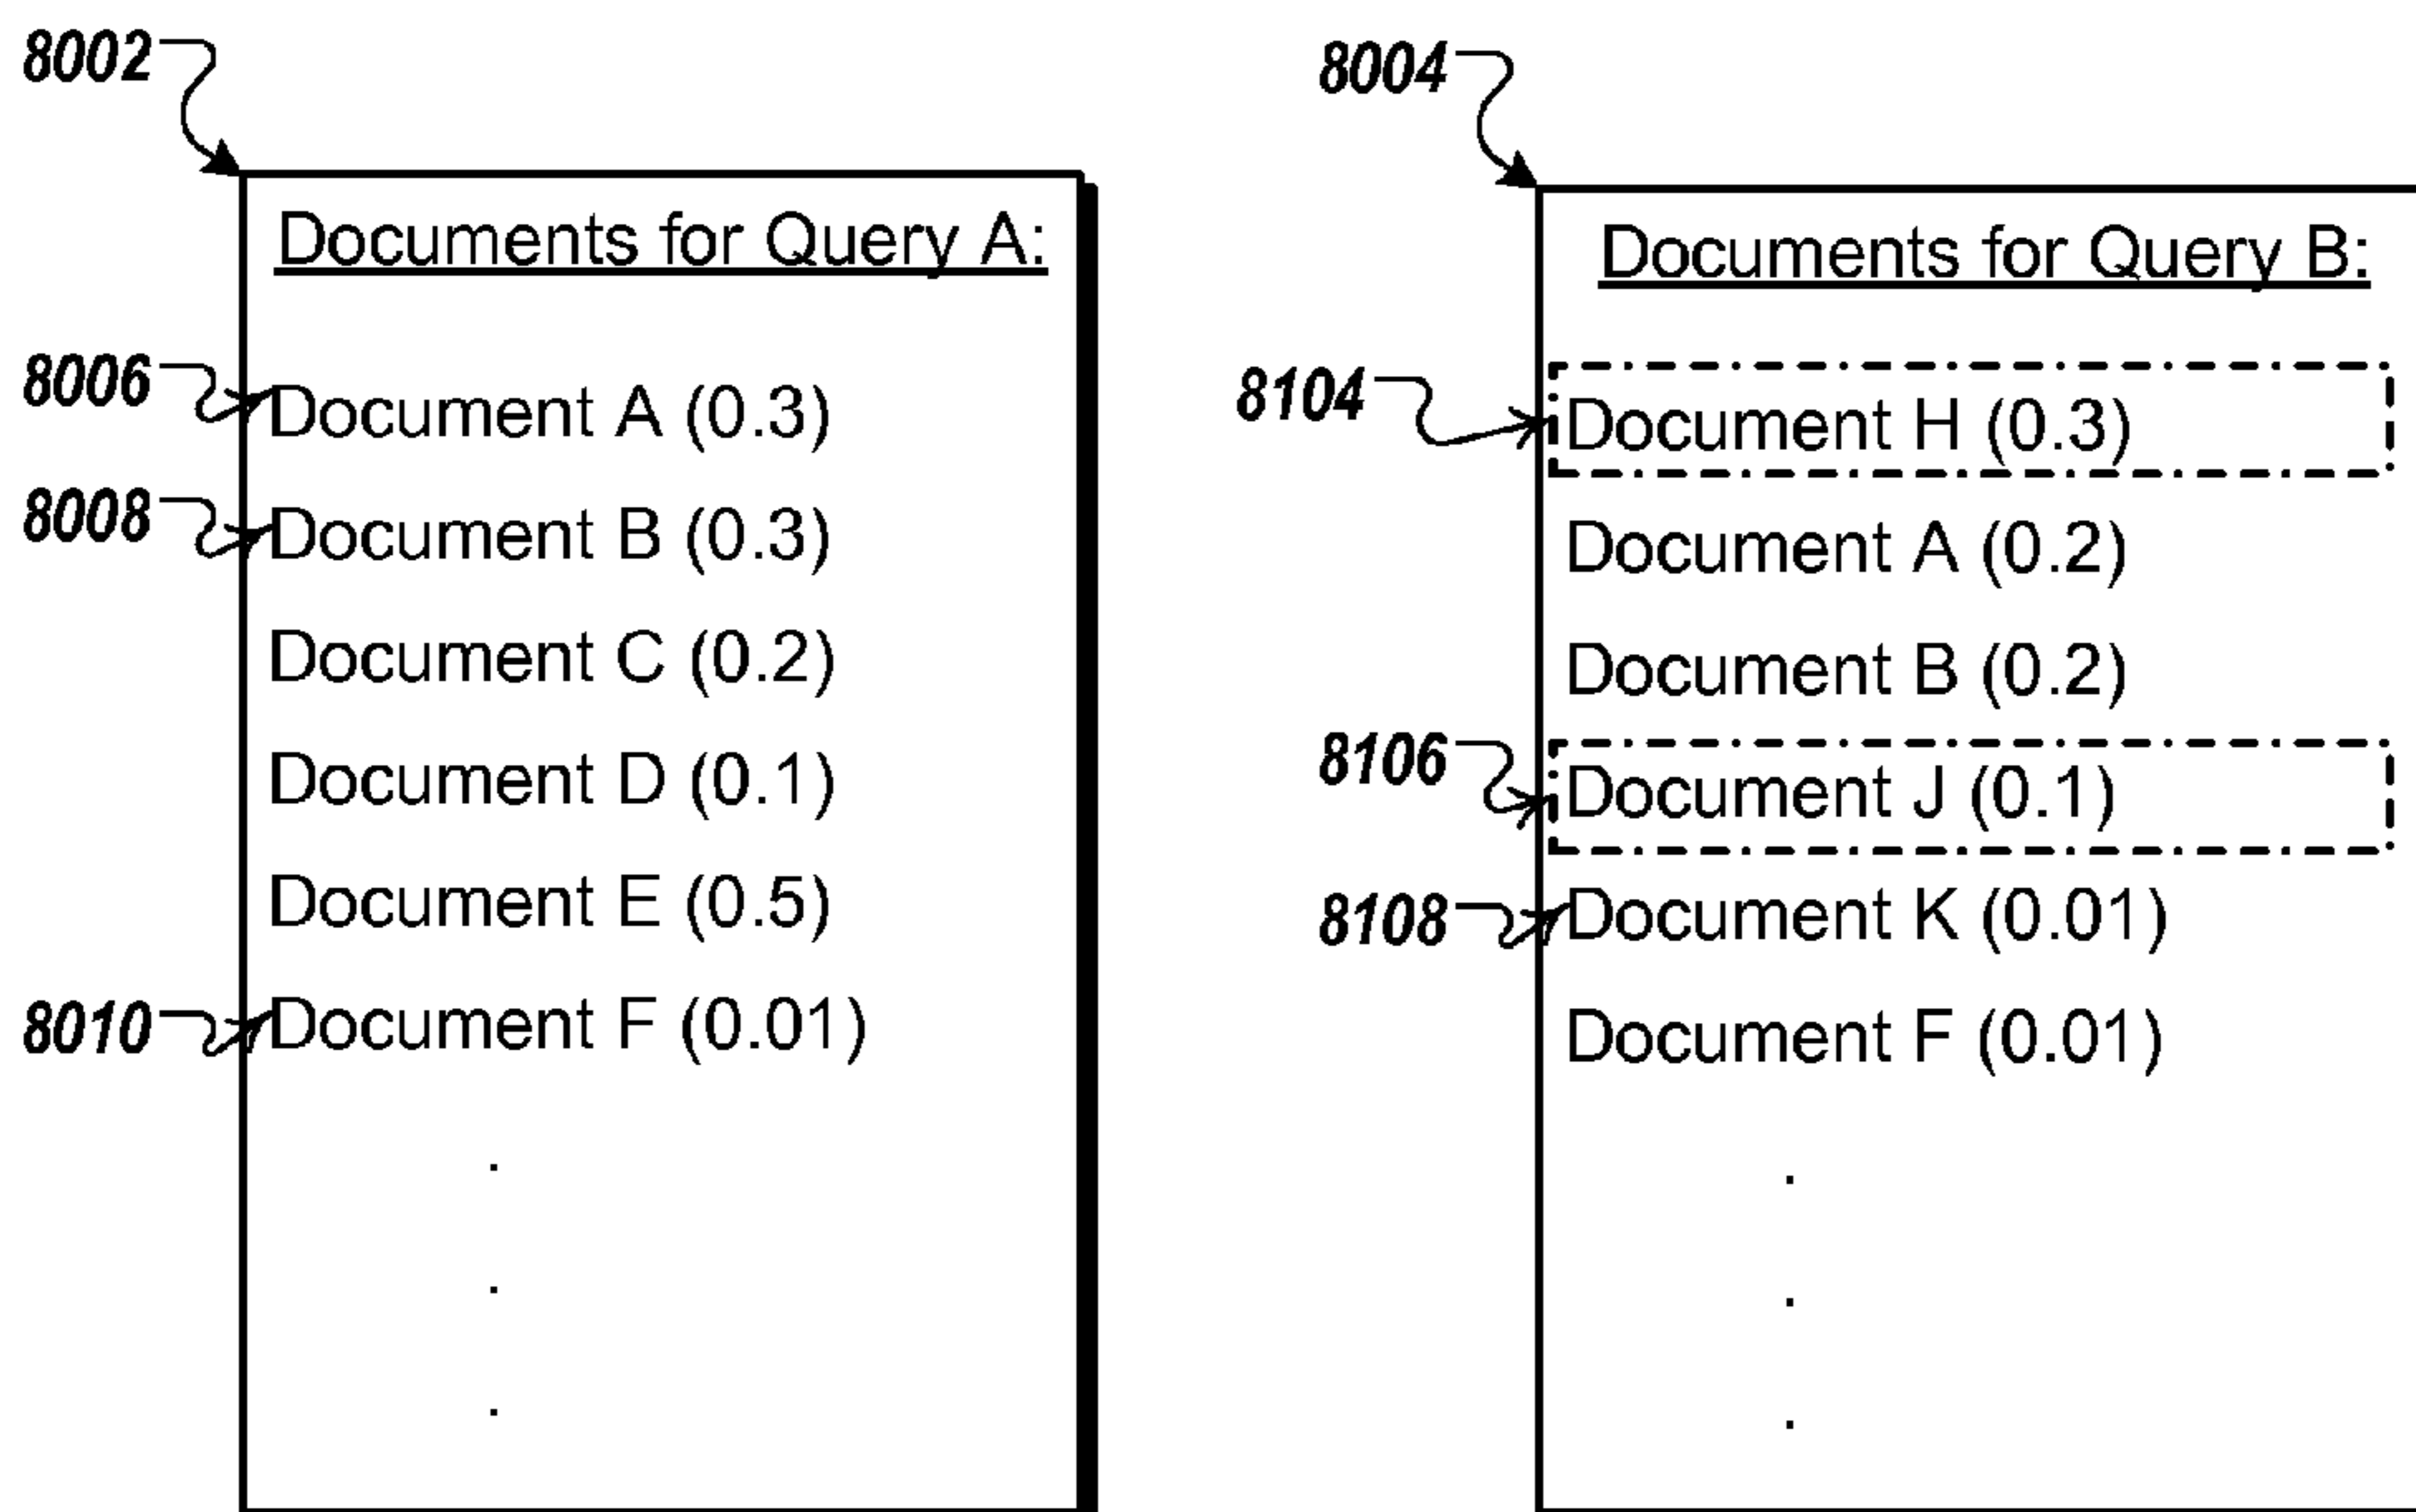 8002
Documents for Query A:
8006
Document A (0.3)
8008
Document B (0.3)
Document C (0.2)
Document D (0.1)
Document E (0.5)
8010
Document F (0.01)
.
.
.
8004
Documents for Query B:
8104
Document H (0.3)
Document A (0.2)
Document B (0.2)
8106
Document J (0.1)
8108
Document K (0.01)
Document F (0.01)
.
.
.